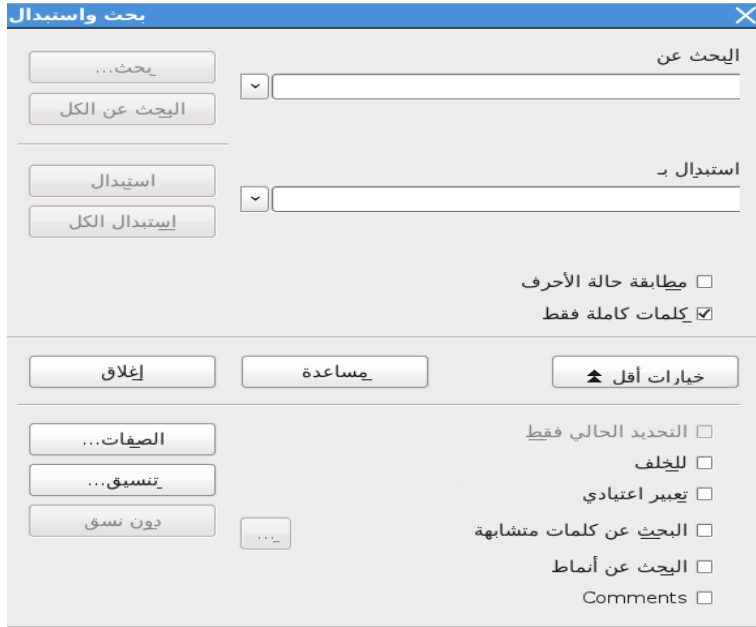 بحث واستبدال
البحث عن
بحث...
البحث عن الكل
استبدال بـ
استبدال
استبدال الكل
مطابقة حالة الأحرف
كلمات كاملة فقط
خيارات أقل
مساعدة
إغلاق
التحديد الحالي فقط
للخلف
تعبير اعتيادي
البحث عن كلمات متشابهة
...
البحث عن أنماط
Comments
الصفات...
تنسيق...
دون نسق